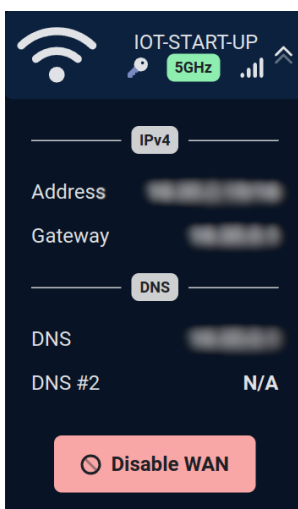 IOT-START-UP
5GHz
IPv4
Address
Gateway
DNS
DNS
DNS #2 N/A
Disable WAN